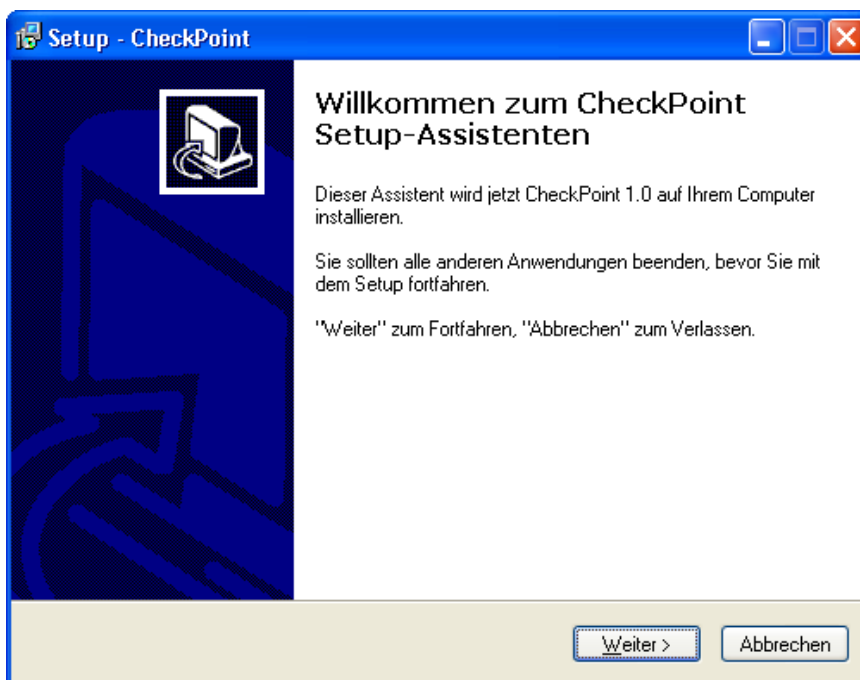 Setup - CheckPoint
Willkommen zum CheckPoint
Setup-Assistenten
Dieser Assistent wird jetzt CheckPoint 1.0 auf Ihrem Computer
installieren.
Sie sollten alle anderen Anwendungen beenden, bevor Sie mit
dem Setup fortfahren.
"Weiter" zum Fortfahren, "Abbrechen" zum Verlassen.
Weiter >
Abbrechen